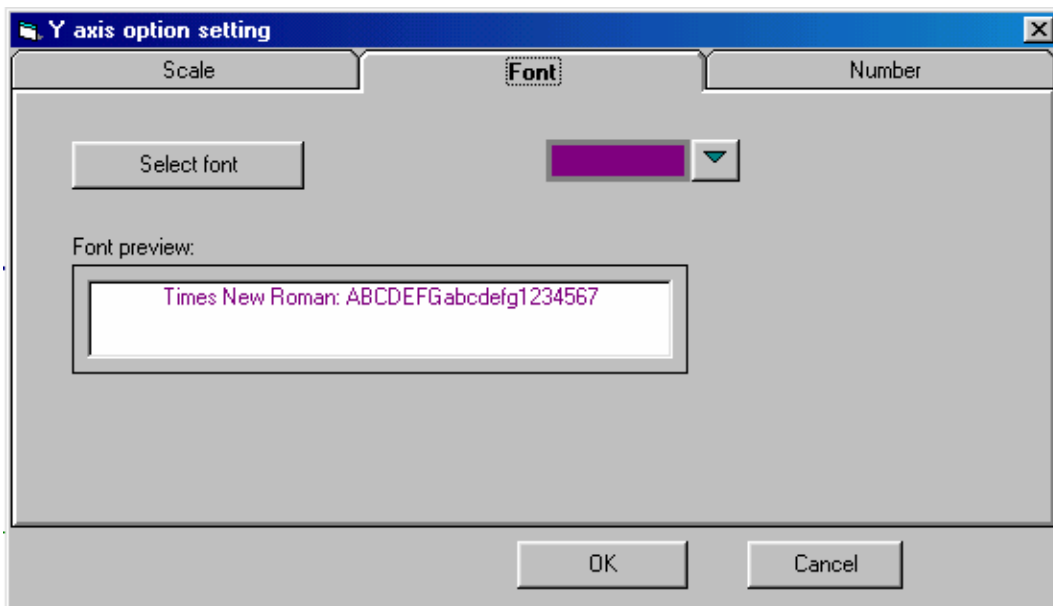 Y axis option setting
Scale
Font
Number
Select font
Font preview:
Times New Roman: ABCDEFGabcdefg1234567
OK
Cancel